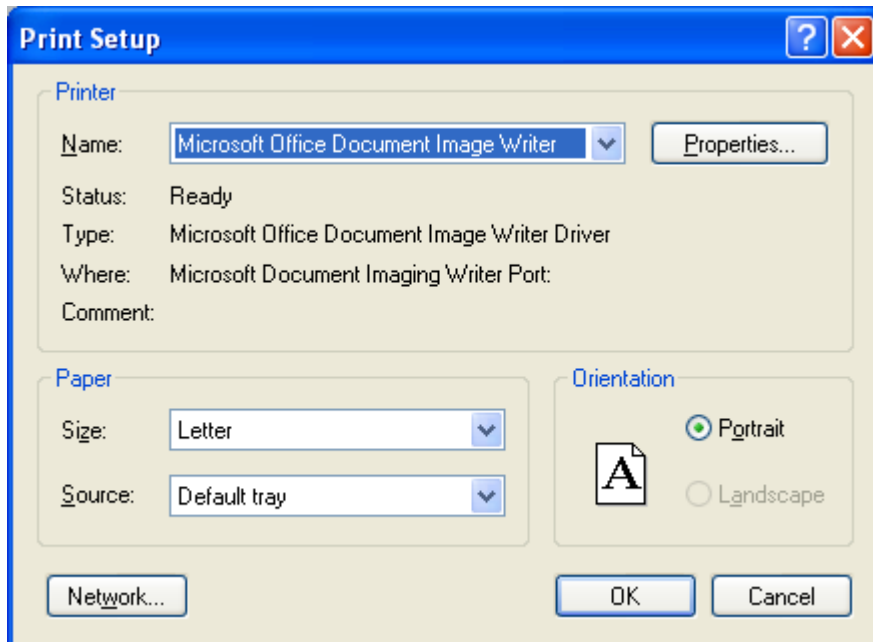 Print Setup
Printer
Name: Microsoft Office Document Image Writer Properties...
Status: Ready
Type: Microsoft Office Document Image Writer Driver
Where: Microsoft Document Imaging Writer Port:
Comment:
Paper
Size: Letter
Source: Default tray
Orientation
A
Portrait
Landscape
Network... OK Cancel